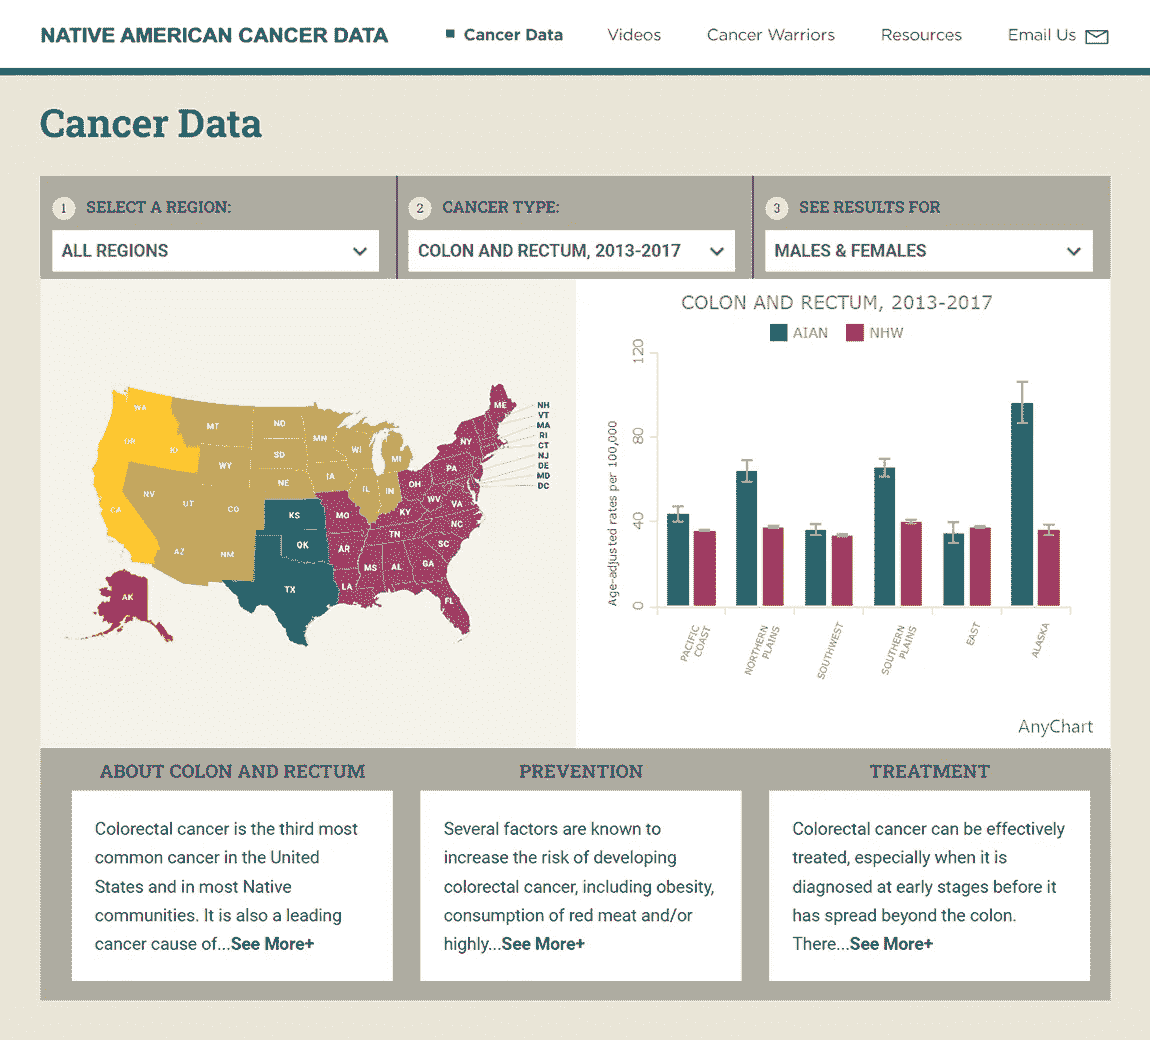 NATIVE AMERICAN CANCER DATA
Cancer Data
Videos
Cancer Warriors
Resources
Email Us
Cancer Data
1 SELECT A REGION:
ALL REGIONS
2 CANCER TYPE:
COLON AND RECTUM, 2013-2017
3 SEE RESULTS FOR
MALES & FEMALES
WA
OR
ID
CA
MT
ND
MN
SD
WY
NE
IA
WI
MI
IL
IN
NV
UT
CO
AZ
NM
KS
OK
TX
MO
AR
LA
MS
AL
TN
KY
GA
FL
SC
NC
VA
WV
OH
PA
NY
ME
NH
VT
MA
RI
CT
NJ
DE
MD
DC
AK
COLON AND RECTUM, 2013-2017
AIAN
NHW
Age-adjusted rates per 100,000
120
80
40
0
PACIFIC
COAST
NORTHERN
PLAINS
SOUTHWEST
SOUTHERN
PLAINS
EAST
ALASKA
AnyChart
ABOUT COLON AND RECTUM
Colorectal cancer is the third most
common cancer in the United
States and in most Native
communities. It is also a leading
cancer cause of...See More+
PREVENTION
Several factors are known to
increase the risk of developing
colorectal cancer, including obesity,
consumption of red meat and/or
highly...See More+
TREATMENT
Colorectal cancer can be effectively
treated, especially when it is
diagnosed at early stages before it
has spread beyond the colon.
There...See More+